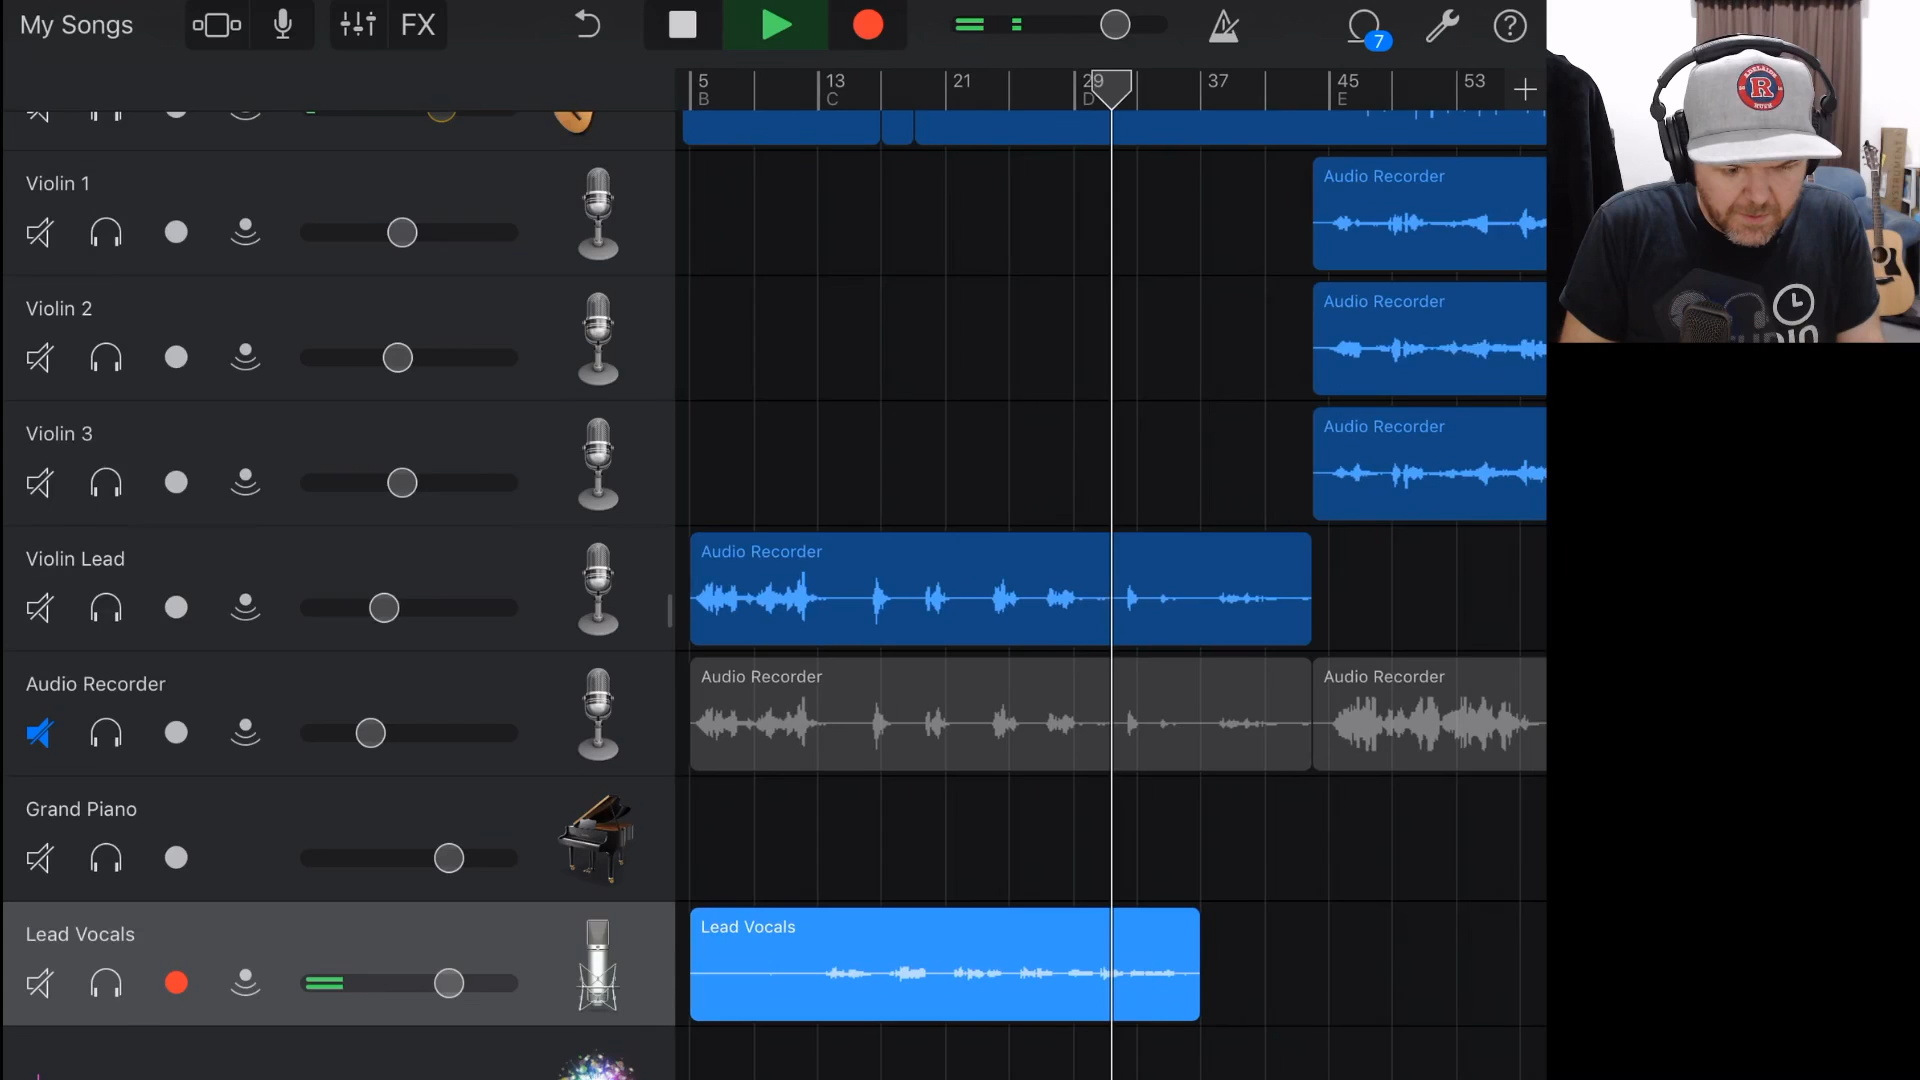 My Songs
FX
7
5
B
13
C
21
29
D
37
45
E
53
Violin 1
Audio Recorder
Violin 2
Audio Recorder
Violin 3
Audio Recorder
Violin Lead
Audio Recorder
Audio Recorder
Audio Recorder
Audio Recorder
Grand Piano
Lead Vocals
Lead Vocals
R